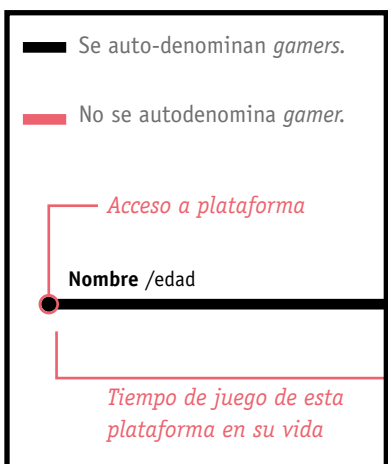 Se auto-denominan gamers.
No se autodenomina gamer.
Acceso a plataforma
Nombre /edad
Tiempo de juego de esta
plataforma en su vida